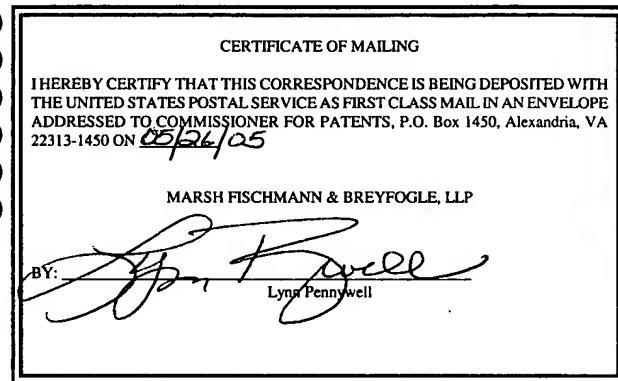 CERTIFICATE OF MAILING
I HEREBY CERTIFY THAT THIS CORRESPONDENCE IS BEING DEPOSITED WITH
THE UNITED STATES POSTAL SERVICE AS FIRST CLASS MAIL IN AN ENVELOPE
ADDRESSED TO COMMISSIONER FOR PATENTS, P.O. Box 1450, Alexandria, VA
22313-1450 ON 05/26/05
MARSH FISCHMANN & BREYFOGLE, LLP
BY:
Lynn Pennywell